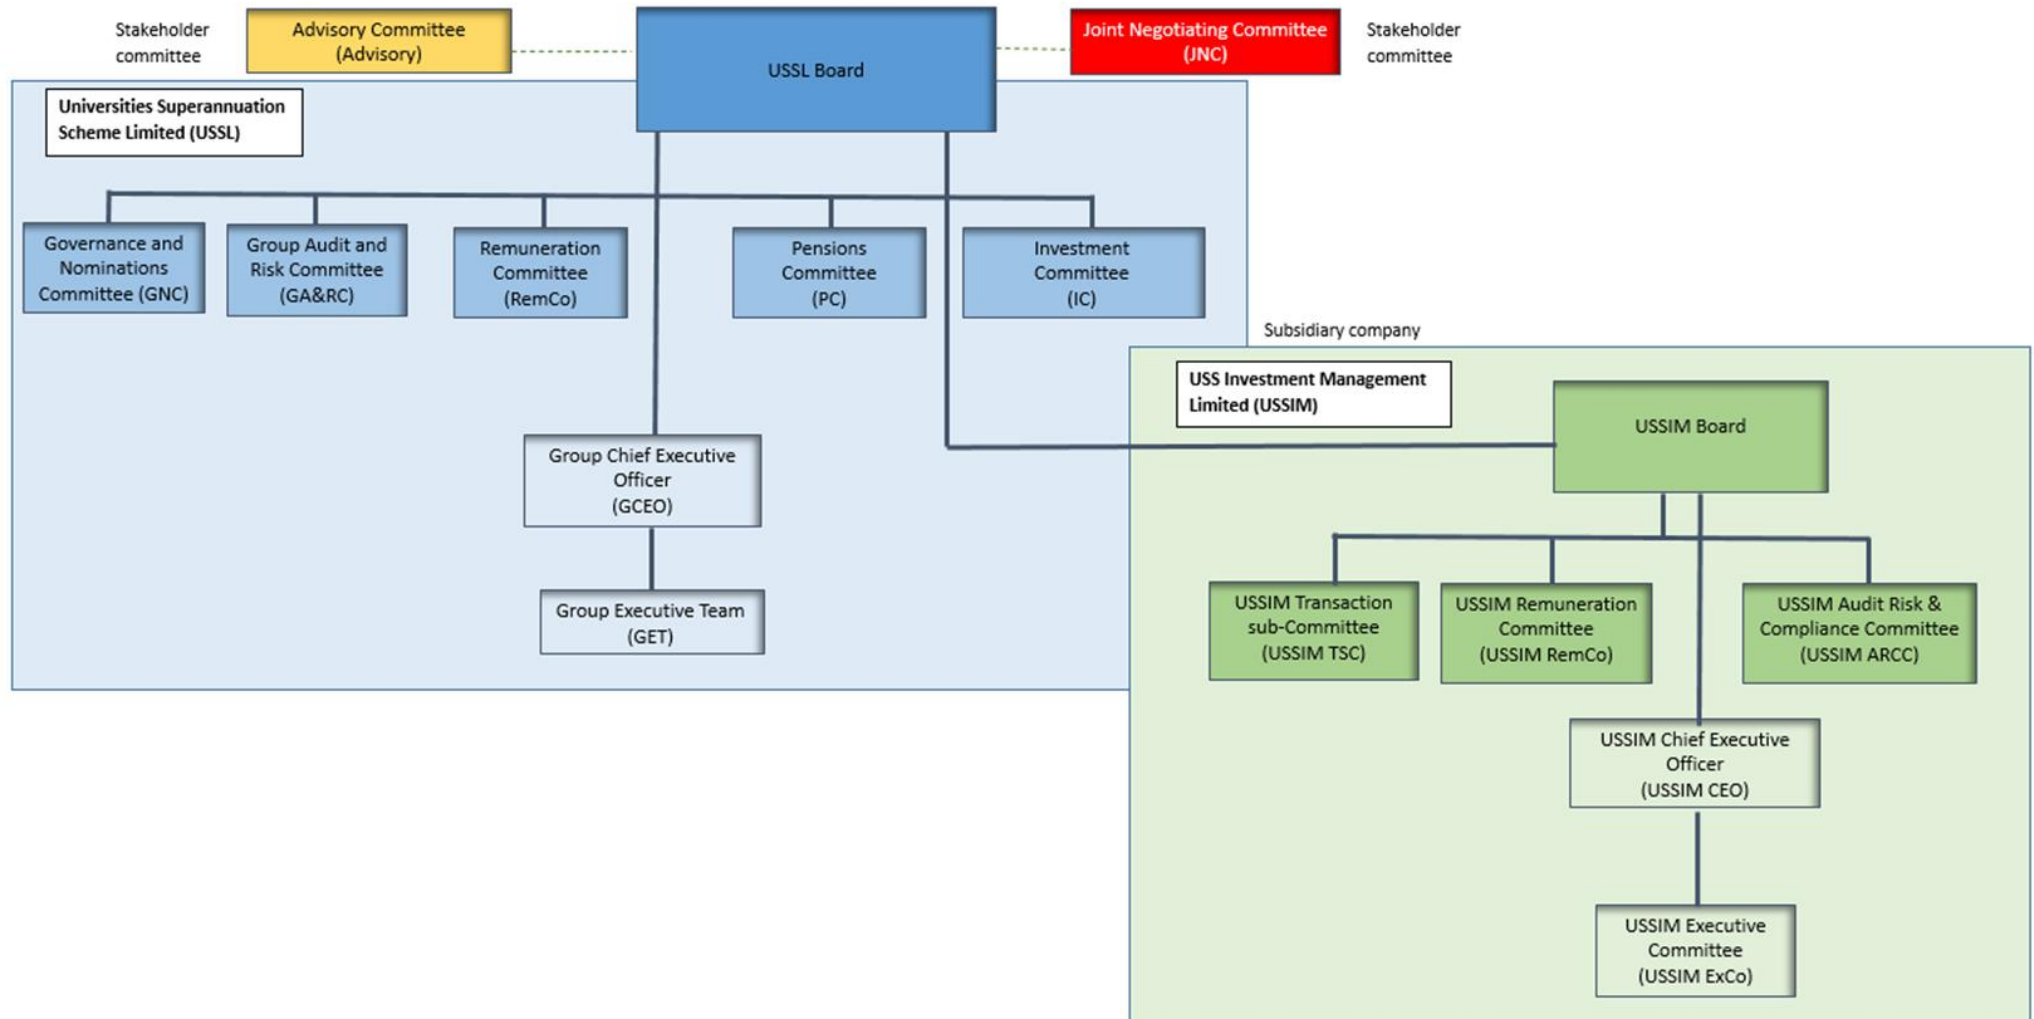 Stakeholder
committee
Advisory Committee
(Advisory)
USSL Board
Joint Negotiating Committee
(JNC)
Stakeholder
committee
Universities Superannuation
Scheme Limited (USSL)
Governance and
Nominations
Committee (GNC)
Group Audit and
Risk Committee
(GA&RC)
Remuneration
Committee
(RemCo)
Pensions
Committee
(PC)
Investment
Committee
(IC)
Subsidiary company
USS Investment Management
Limited (USSIM)
USSIM Board
Group Chief Executive
Officer
(GCEO)
Group Executive Team
(GET)
USSIM Transaction
sub-Committee
(USSIM TSC)
USSIM Remuneration
Committee
(USSIM RemCo)
USSIM Audit Risk &
Compliance Committee
(USSIM ARCC)
USSIM Chief Executive
Officer
(USSIM CEO)
USSIM Executive
Committee
(USSIM ExCo)